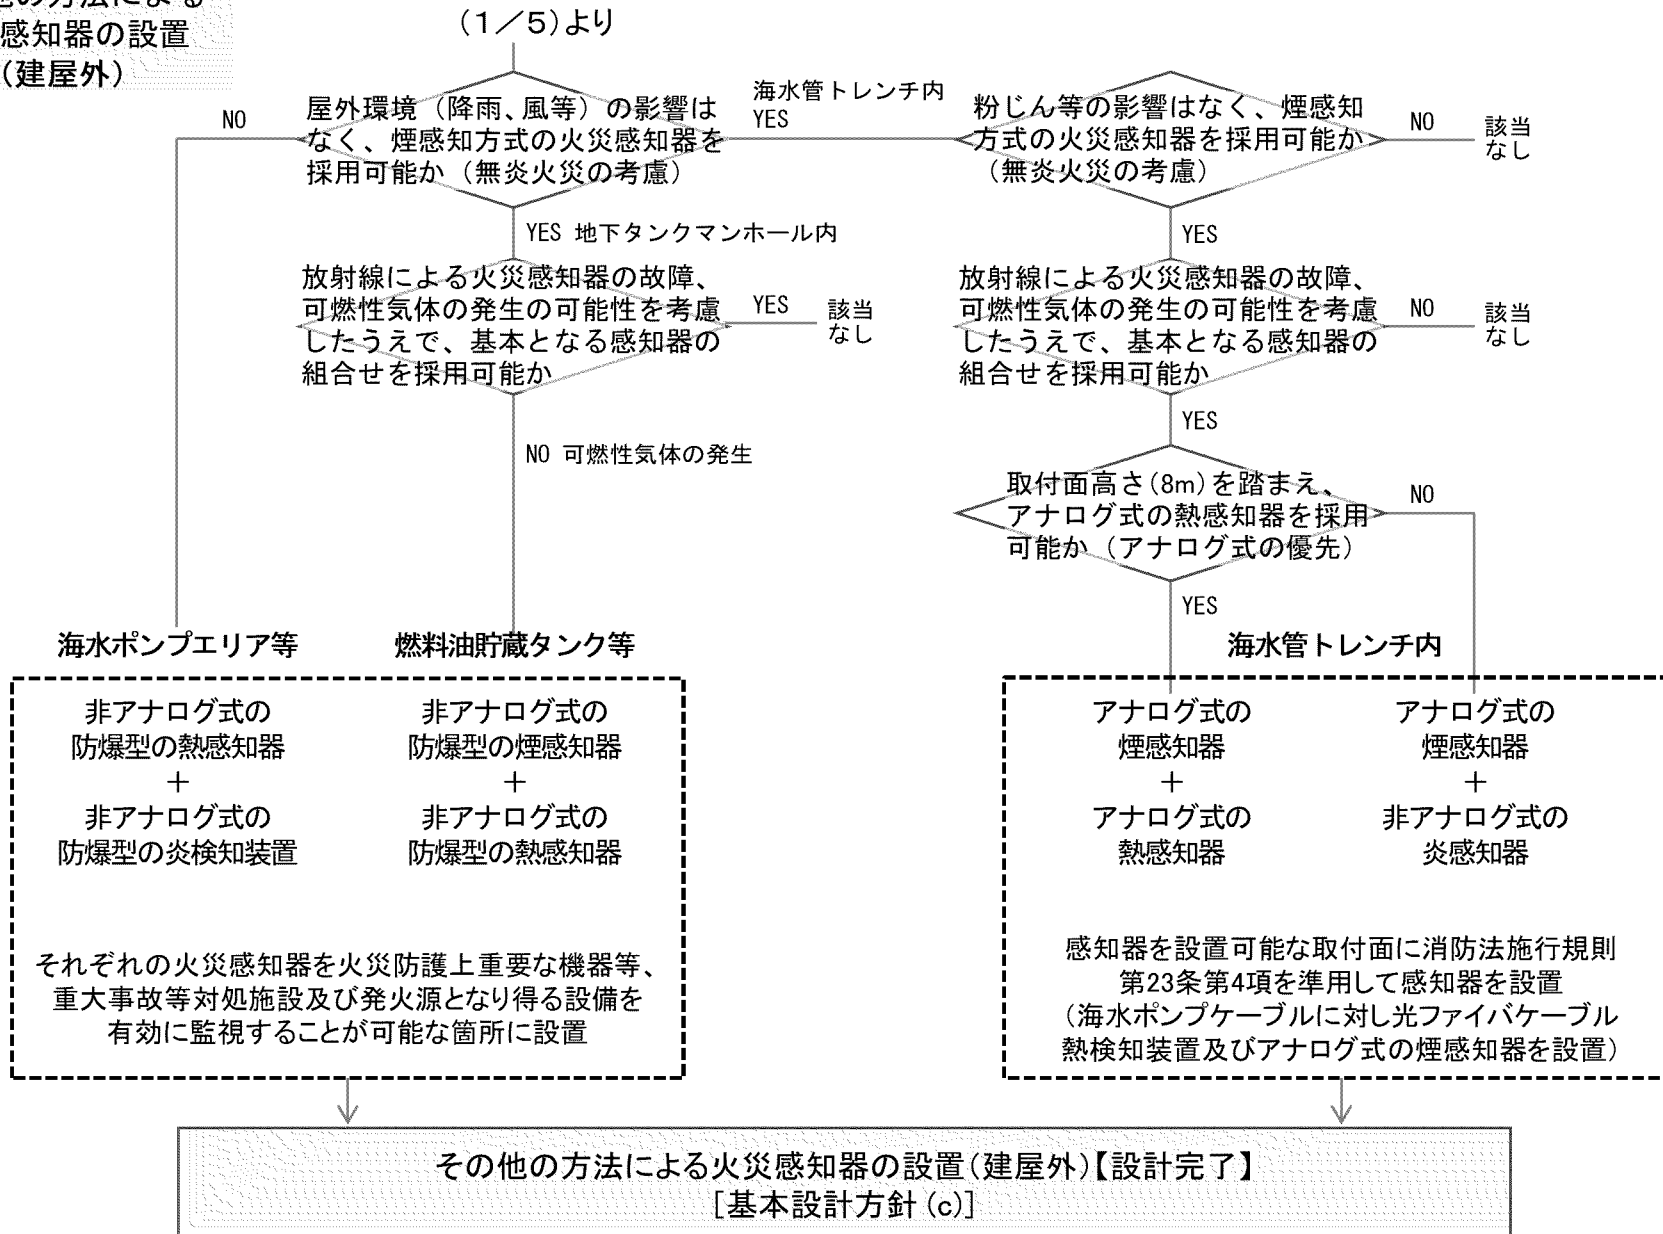 他の方法による
感知器の設置
(建屋外)
(1/5)より
屋外環境(降雨、風等)の影響は
なく、煙感知方式の火災感知器を
採用可能か(無炎火災の考慮)
NO
海水管トレンチ内
YES
粉じん等の影響はなく、煙感知
方式の火災感知器を採用可能か
(無炎火災の考慮)
NO
該当
なし
YES 地下タンクマンホール内
YES
放射線による火災感知器の故障、
可燃性気体の発生の可能性を考慮
したうえで、基本となる感知器の
組合せを採用可能か
YES
該当
なし
放射線による火災感知器の故障、
可燃性気体の発生の可能性を考慮
したうえで、基本となる感知器の
組合せを採用可能か
NO
該当
なし
NO 可燃性気体の発生
YES
取付面高さ(8m)を踏まえ、
アナログ式の熱感知器を採用
可能か(アナログ式の優先)
NO
YES
海水ポンプエリア等
燃料油貯蔵タンク等
海水管トレンチ内
非アナログ式の
防爆型の熱感知器
+
非アナログ式の
防爆型の炎検知装置
非アナログ式の
防爆型の煙感知器
+
非アナログ式の
防爆型の熱感知器
それぞれの火災感知器を火災防護上重要な機器等、
重大事故等対処施設及び発火源となり得る設備を
有効に監視することが可能な箇所に設置
アナログ式の
煙感知器
+
アナログ式の
熱感知器
アナログ式の
煙感知器
+
非アナログ式の
炎感知器
感知器を設置可能な取付面に消防法施行規則
第23条第4項を準用して感知器を設置
(海水ポンプケーブルに対し光ファイバケーブル
熱検知装置及びアナログ式の煙感知器を設置)
その他の方法による火災感知器の設置(建屋外)【設計完了】
[基本設計方針(c)]